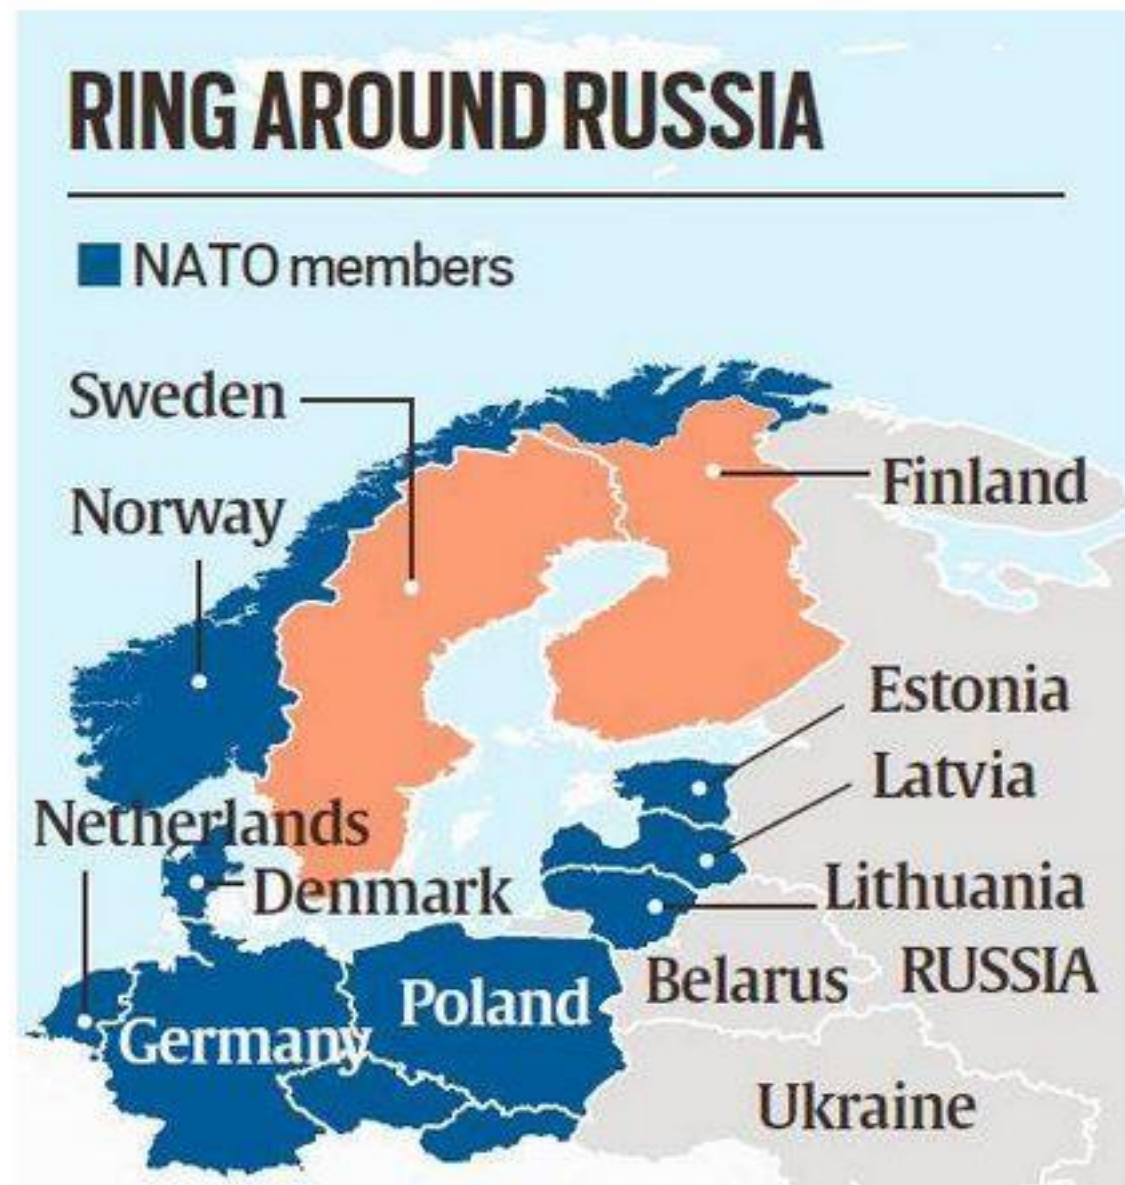 RING AROUND RUSSIA
NATO members
Sweden
Finland
Norway
Estonia
Latvia
Netherlands
Denmark
Lithuania
Belarus
RUSSIA
Poland
Germany
Ukraine